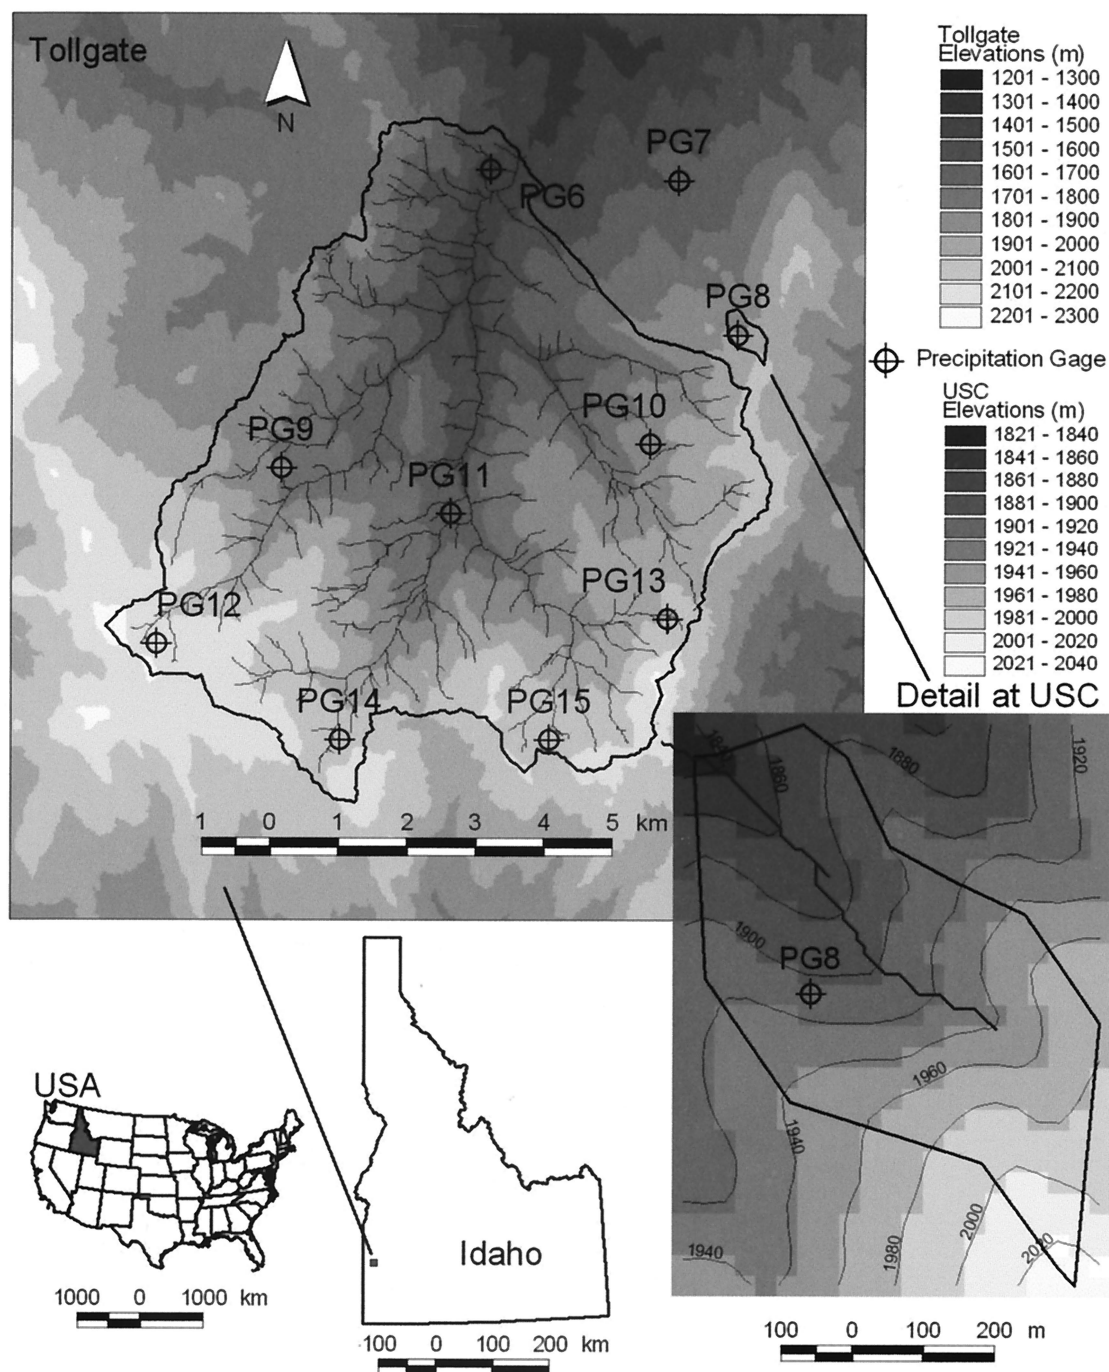 Tollgate
N
PG6
PG7
PG8
PG9
PG10
PG11
PG12
PG13
PG14
PG15
1 0 1 2 3 4 5 km
Tollgate
Elevations (m)
1201 - 1300
1301 - 1400
1401 - 1500
1501 - 1600
1601 - 1700
1701 - 1800
1801 - 1900
1901 - 2000
2001 - 2100
2101 - 2200
2201 - 2300
Precipitation Gage
USC
Elevations (m)
1821 - 1840
1841 - 1860
1861 - 1880
1881 - 1900
1901 - 1920
1921 - 1940
1941 - 1960
1961 - 1980
1981 - 2000
2001 - 2020
2021 - 2040
Detail at USC
1840
1860
1880
1920
1900
PG8
1960
1940
1940
1980
2000
2020
100 0 100 200 m
USA
1000 0 1000 km
Idaho
100 0 100 200 km